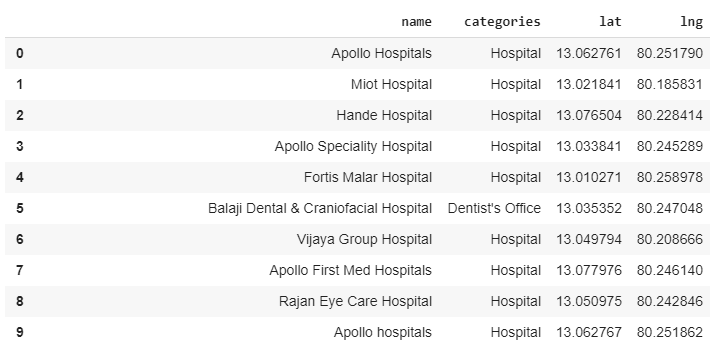 name categories lat lng
0 Apollo Hospitals Hospital 13.062761 80.251790
1 Miot Hospital Hospital 13.021841 80.185831
2 Hande Hospital Hospital 13.076504 80.228414
3 Apollo Speciality Hospital Hospital 13.033841 80.245289
4 Fortis Malar Hospital Hospital 13.010271 80.258978
5 Balaji Dental & Craniofacial Hospital Dentist's Office 13.035352 80.247048
6 Vijaya Group Hospital Hospital 13.049794 80.208666
7 Apollo First Med Hospitals Hospital 13.077976 80.246140
8 Rajan Eye Care Hospital Hospital 13.050975 80.242846
9 Apollo hospitals Hospital 13.062767 80.251862